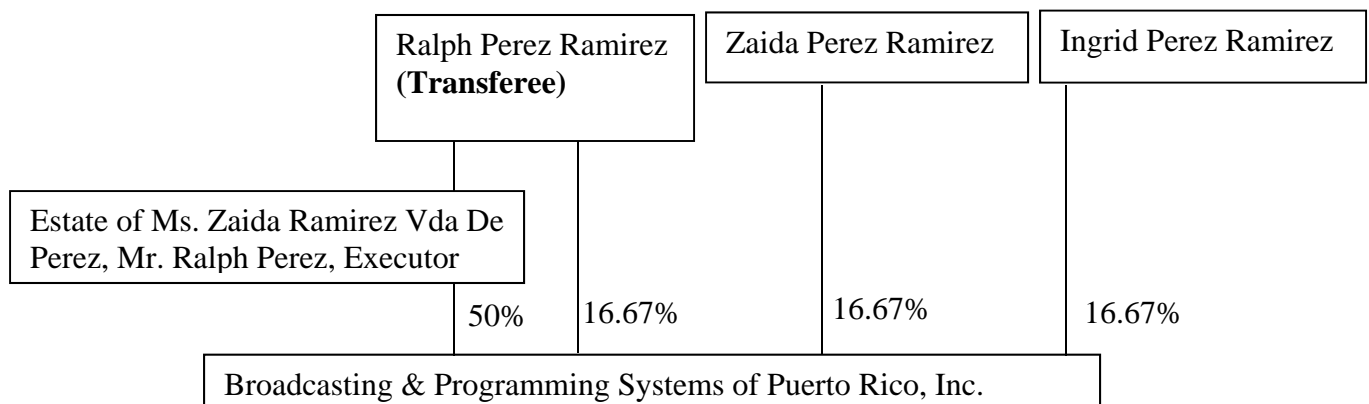 Ralph Perez Ramirez
(Transferee)
Zaida Perez Ramirez
Ingrid Perez Ramirez
Estate of Ms. Zaida Ramirez Vda De
Perez, Mr. Ralph Perez, Executor
50%
16.67%
16.67%
16.67%
Broadcasting & Programming Systems of Puerto Rico, Inc.